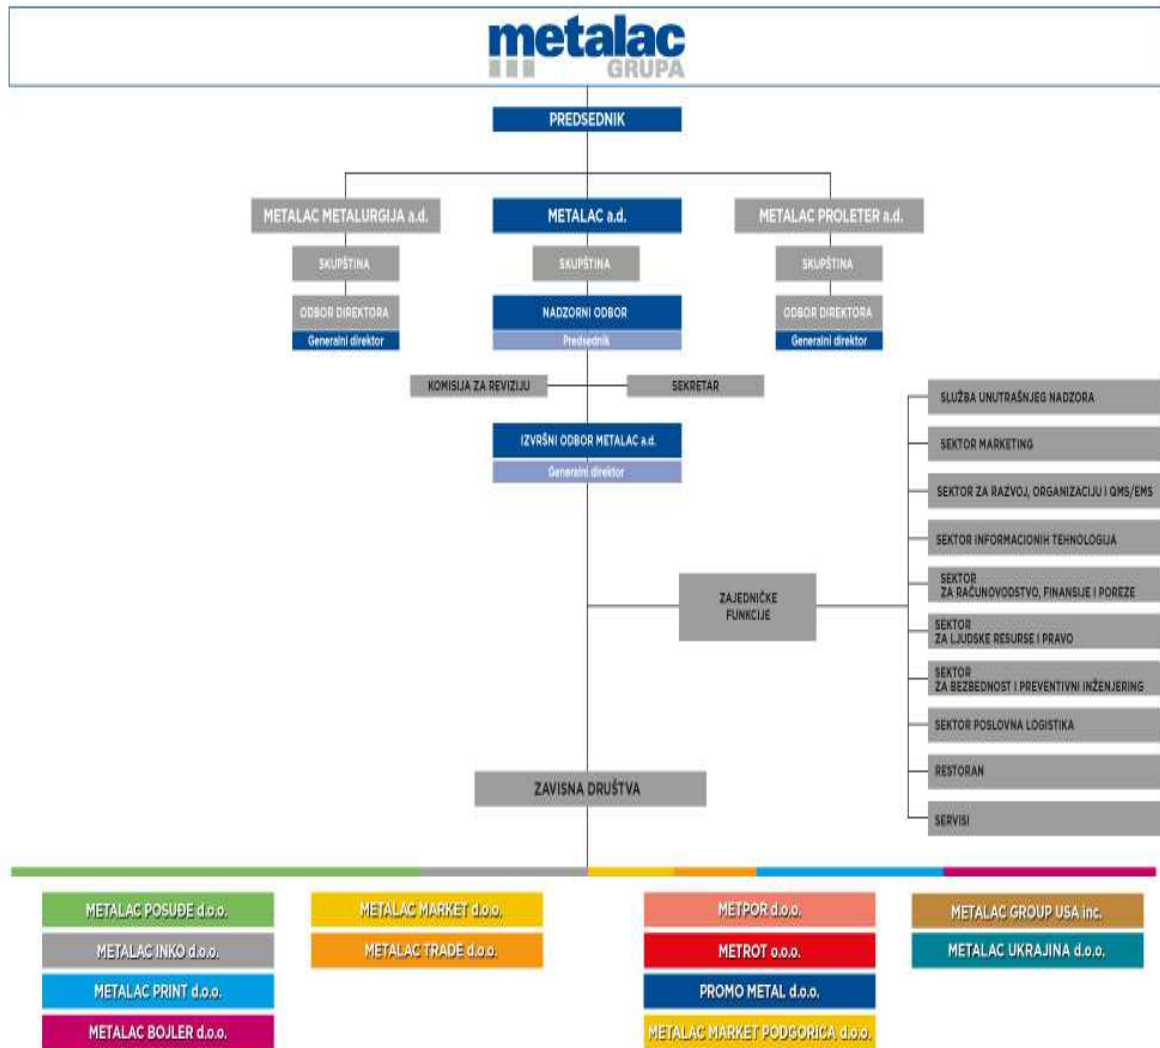 metalac
GRUPA
PREDSEDNIK
METALAC METALURGIJA a.d.
METALAC a.d.
METALAC PROLETER a.d.
SKUPŠTINA
SKUPŠTINA
SKUPŠTINA
ODBOR DIREKTORA
Generalni direktor
NADZORNI ODBOR
Predsednik
ODBOR DIREKTORA
Generalni direktor
KOMISIJA ZA REVIZIJU
SEKRETAR
IZVRŠNI ODBOR METALAC a.d.
Generalni direktor
ZAJEDNIČKE
FUNKCIJE
SLUŽBA UNUTRAŠNJEG NADZORA
SEKTOR MARKETING
SEKTOR ZA RAZVOJ, ORGANIZACIJU I QMS/EMS
SEKTOR INFORMACIONIH TEHNOLOGIJA
SEKTOR
ZA RAČUNOVODSTVO, FINANSIJE I POREZE
SEKTOR
ZA LJUDSKE RESURSE I PRAVO
SEKTOR
ZA BEZBEDNOST I PREVENTIVNI INŽENJERING
SEKTOR POSLOVNA LOGISTIKA
RESTORAN
SERVISI
ZAVISNA DRUŠTVA
METALAC POSUĐE d.o.o.
METALAC INKO d.o.o.
METALAC PRINT d.o.o.
METALAC BOJLER d.o.o.
METALAC MARKET d.o.o.
METALAC TRADE d.o.o.
METPOR d.o.o.
METROT o.o.o.
PROMO METAL d.o.o.
METALAC MARKET PODGORICA d.o.o.
METALAC GROUP USA inc.
METALAC UKRAJINA d.o.o.